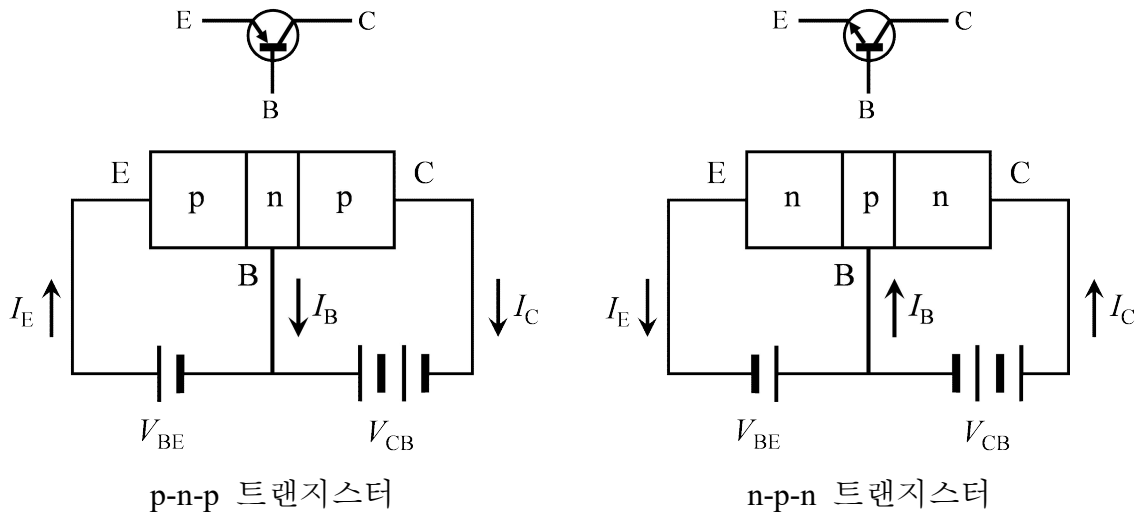 E C E C
B B
E C E C
p n p n p n
B B
I_E I_B I_C I_E I_B I_C
V_BE V_CB V_BE V_CB
p-n-p 트랜지스터 n-p-n 트랜지스터